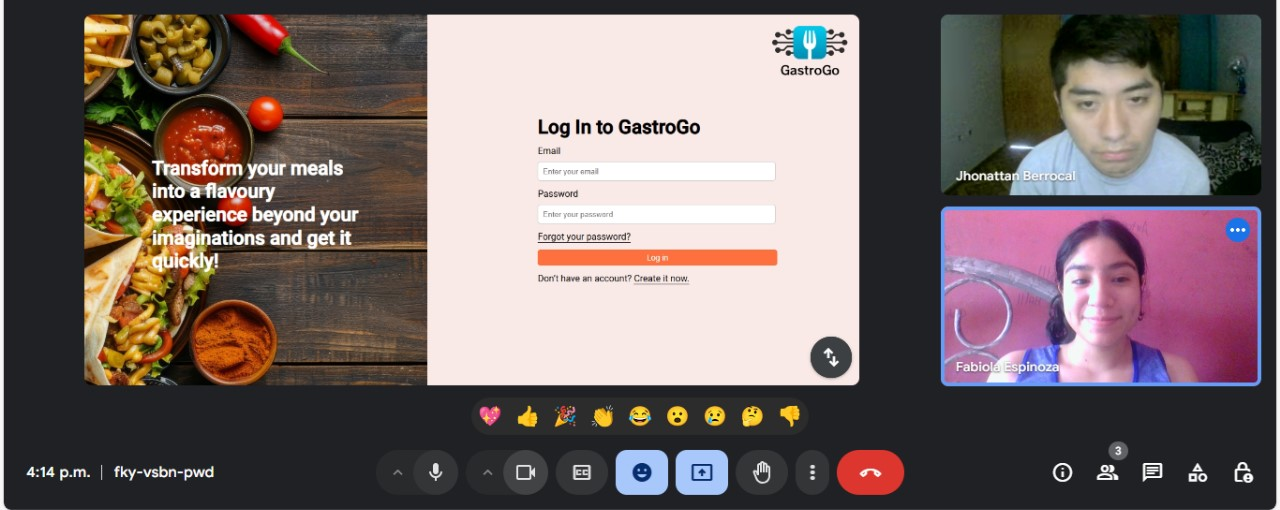 GastroGo
Log In to GastroGo
Email
Enter your email
Password
Enter your password
Forgot your password?
Log in
Don't have an account? Create it now.
Transform your meals
into a flavoury
experience beyond your
imaginations and get it
quickly!
Jhonattan Berrocal
Fabiola Espinoza
4:14 p.m. | fky-vsbn-pwd
CC
3